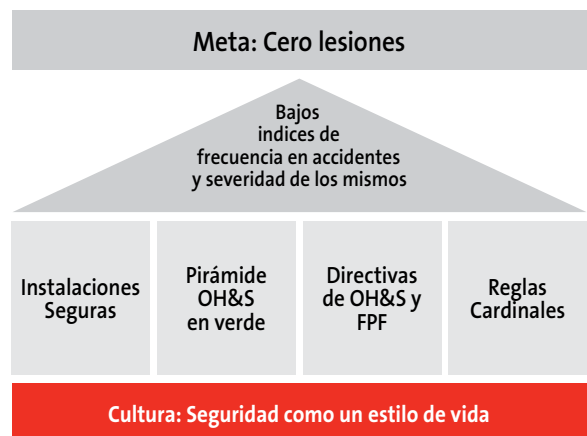 Meta: Cero lesiones
Bajos
indices de
frecuencia en accidentes
y severidad de los mismos
Instalaciones
Seguras
Pirámide
OH&S
en verde
Directivas
de OH&S y
FPF
Reglas
Cardinales
Cultura: Seguridad como un estilo de vida